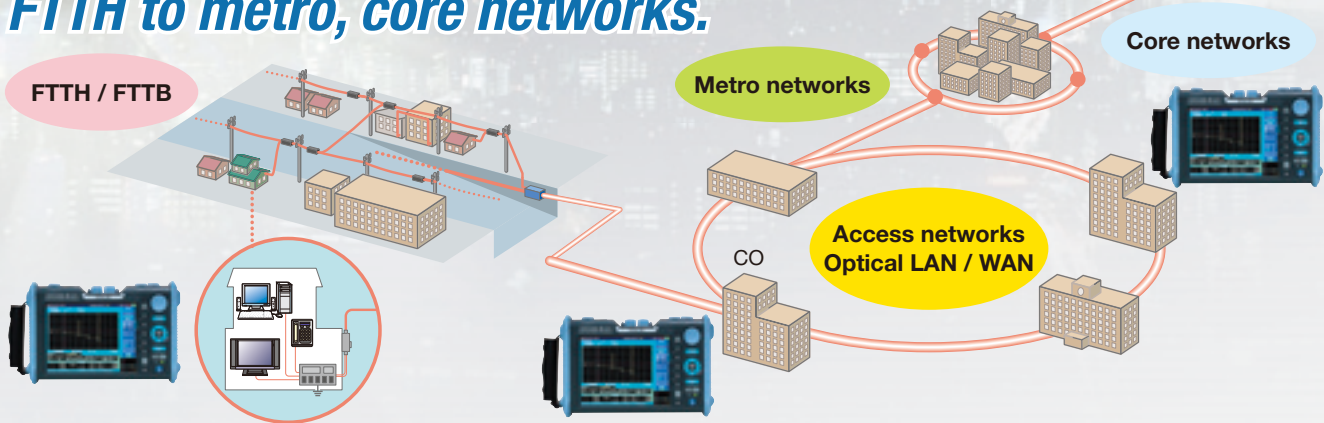 FTTH to metro, core networks.
FTTH / FTTB
Metro networks
Core networks
Access networks
Optical LAN / WAN
CO